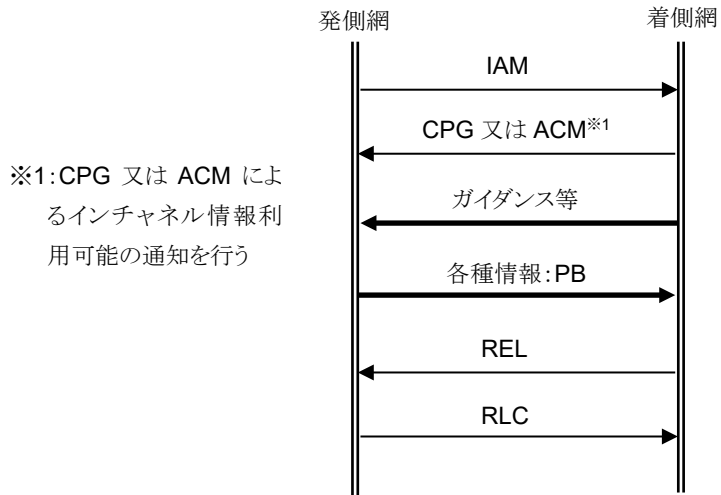 発側網
着側網
IAM
CPG 又は ACM※1
※1:CPG 又は ACM によ
るインチャネル情報利
用可能の通知を行う
ガイダンス等
各種情報:PB
REL
RLC